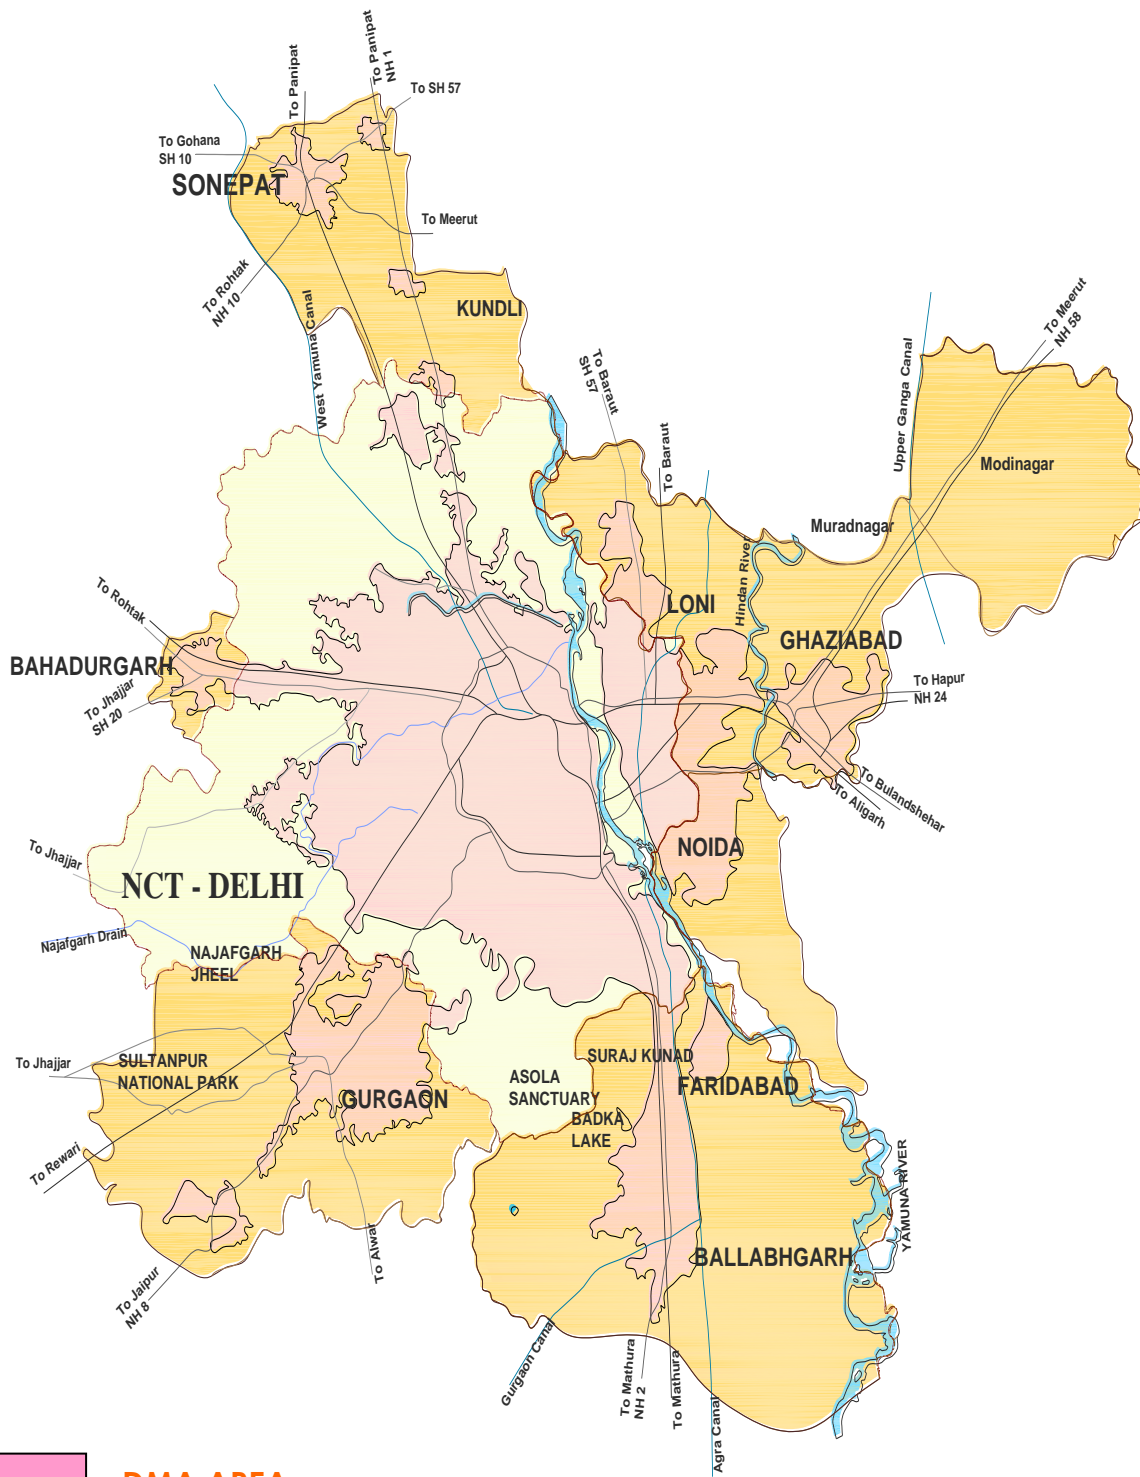 To Panipat
To Panipat
NH 1
To SH 57
To Gohana
SH 10
SONEPAT
To Meerut
To Rohtak
NH 10
West Yamuna Canal
KUNDLI
To Baraut
SH 57
To Baraut
To Meerut
NH 58
Upper Ganga Canal
Modinagar
Muradnagar
Hindan River
To Rohtak
BAHADURGARH
To Jhajjar
SH 20
LONI
GHAZIABAD
To Hapur
NH 24
To Bulandshehar
To Aligarh
NOIDA
To Jhajjar
NCT - DELHI
Najafgarh Drain
NAJAFGARH
JHEEL
To Jhajjar
SULTANPUR
NATIONAL PARK
GURGAON
SURAJ KUNAD
FARIDABAD
ASOLA
SANCTUARY
BADKA
LAKE
To Rewari
YAMUNA RIVER
To Alwar
BALLABHGARH
To Jaipur
NH 8
Gurgaon Canal
To Mathura
NH 2
To Mathura
Agra Canal
DMA AREA